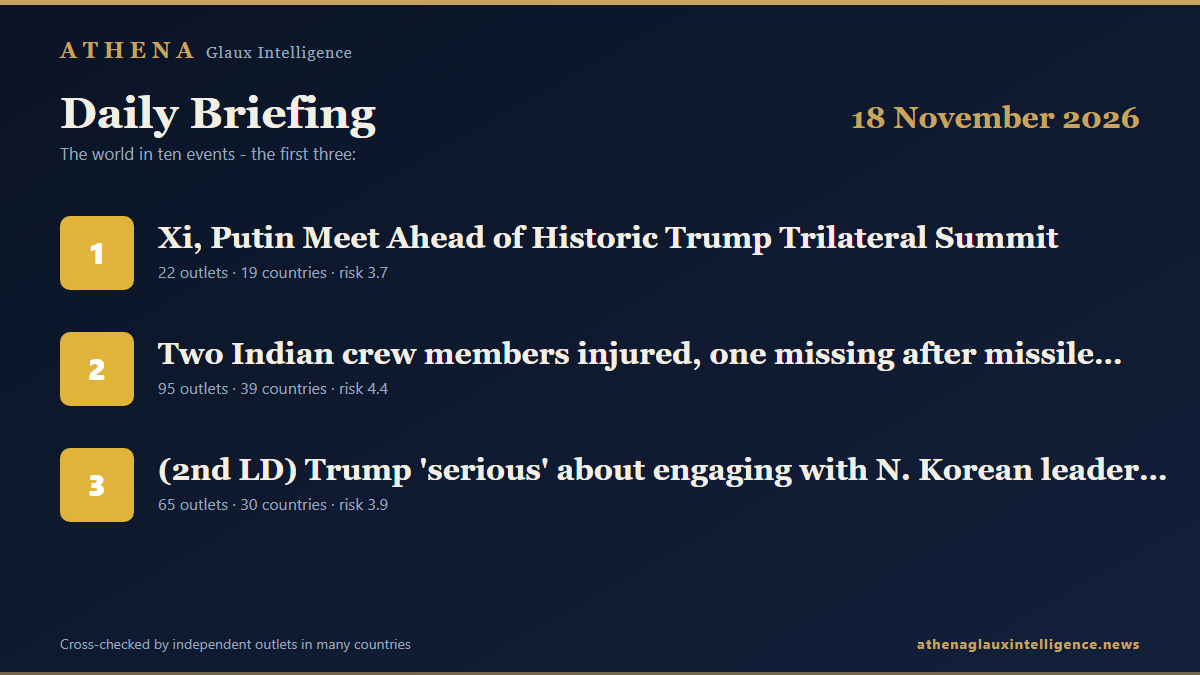 ATHENA Glaux Intelligence
Daily Briefing
18 November 2026
The world in ten events - the first three:
1
Xi, Putin Meet Ahead of Historic Trump Trilateral Summit
22 outlets · 19 countries · risk 3.7
2
Two Indian crew members injured, one missing after missile...
95 outlets · 39 countries · risk 4.4
3
(2nd LD) Trump 'serious' about engaging with N. Korean leader...
65 outlets · 30 countries · risk 3.9
Cross-checked by independent outlets in many countries
athenaglauxintelligence.news